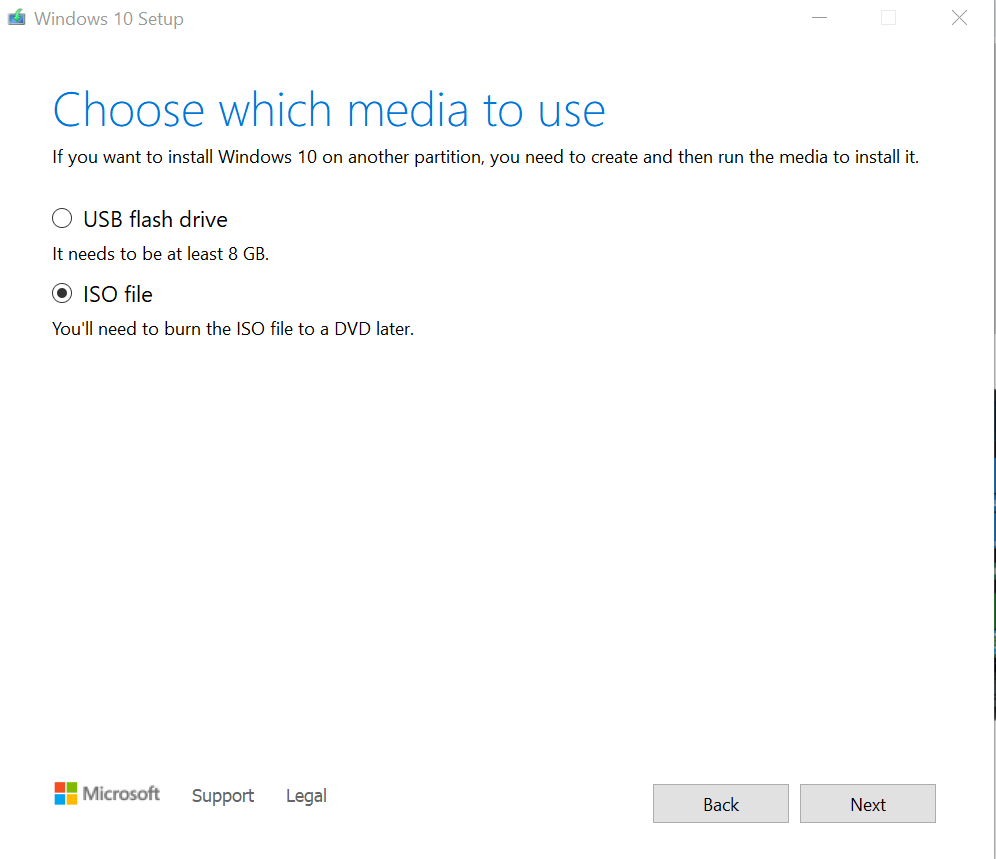 Windows 10 Setup
Choose which media to use
If you want to install Windows 10 on another partition, you need to create and then run the media to install it.
USB flash drive
It needs to be at least 8 GB.
ISO file
You'll need to burn the ISO file to a DVD later.
Microsoft Support Legal Back Next